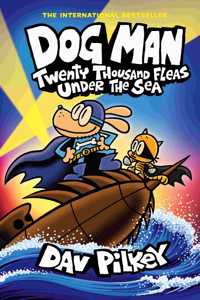 THE INTERNATIONAL BESTSELLER
DOG MAN
TWENTY THOUSAND FLEAS
UNDER THE SEA
DAV PILKEY